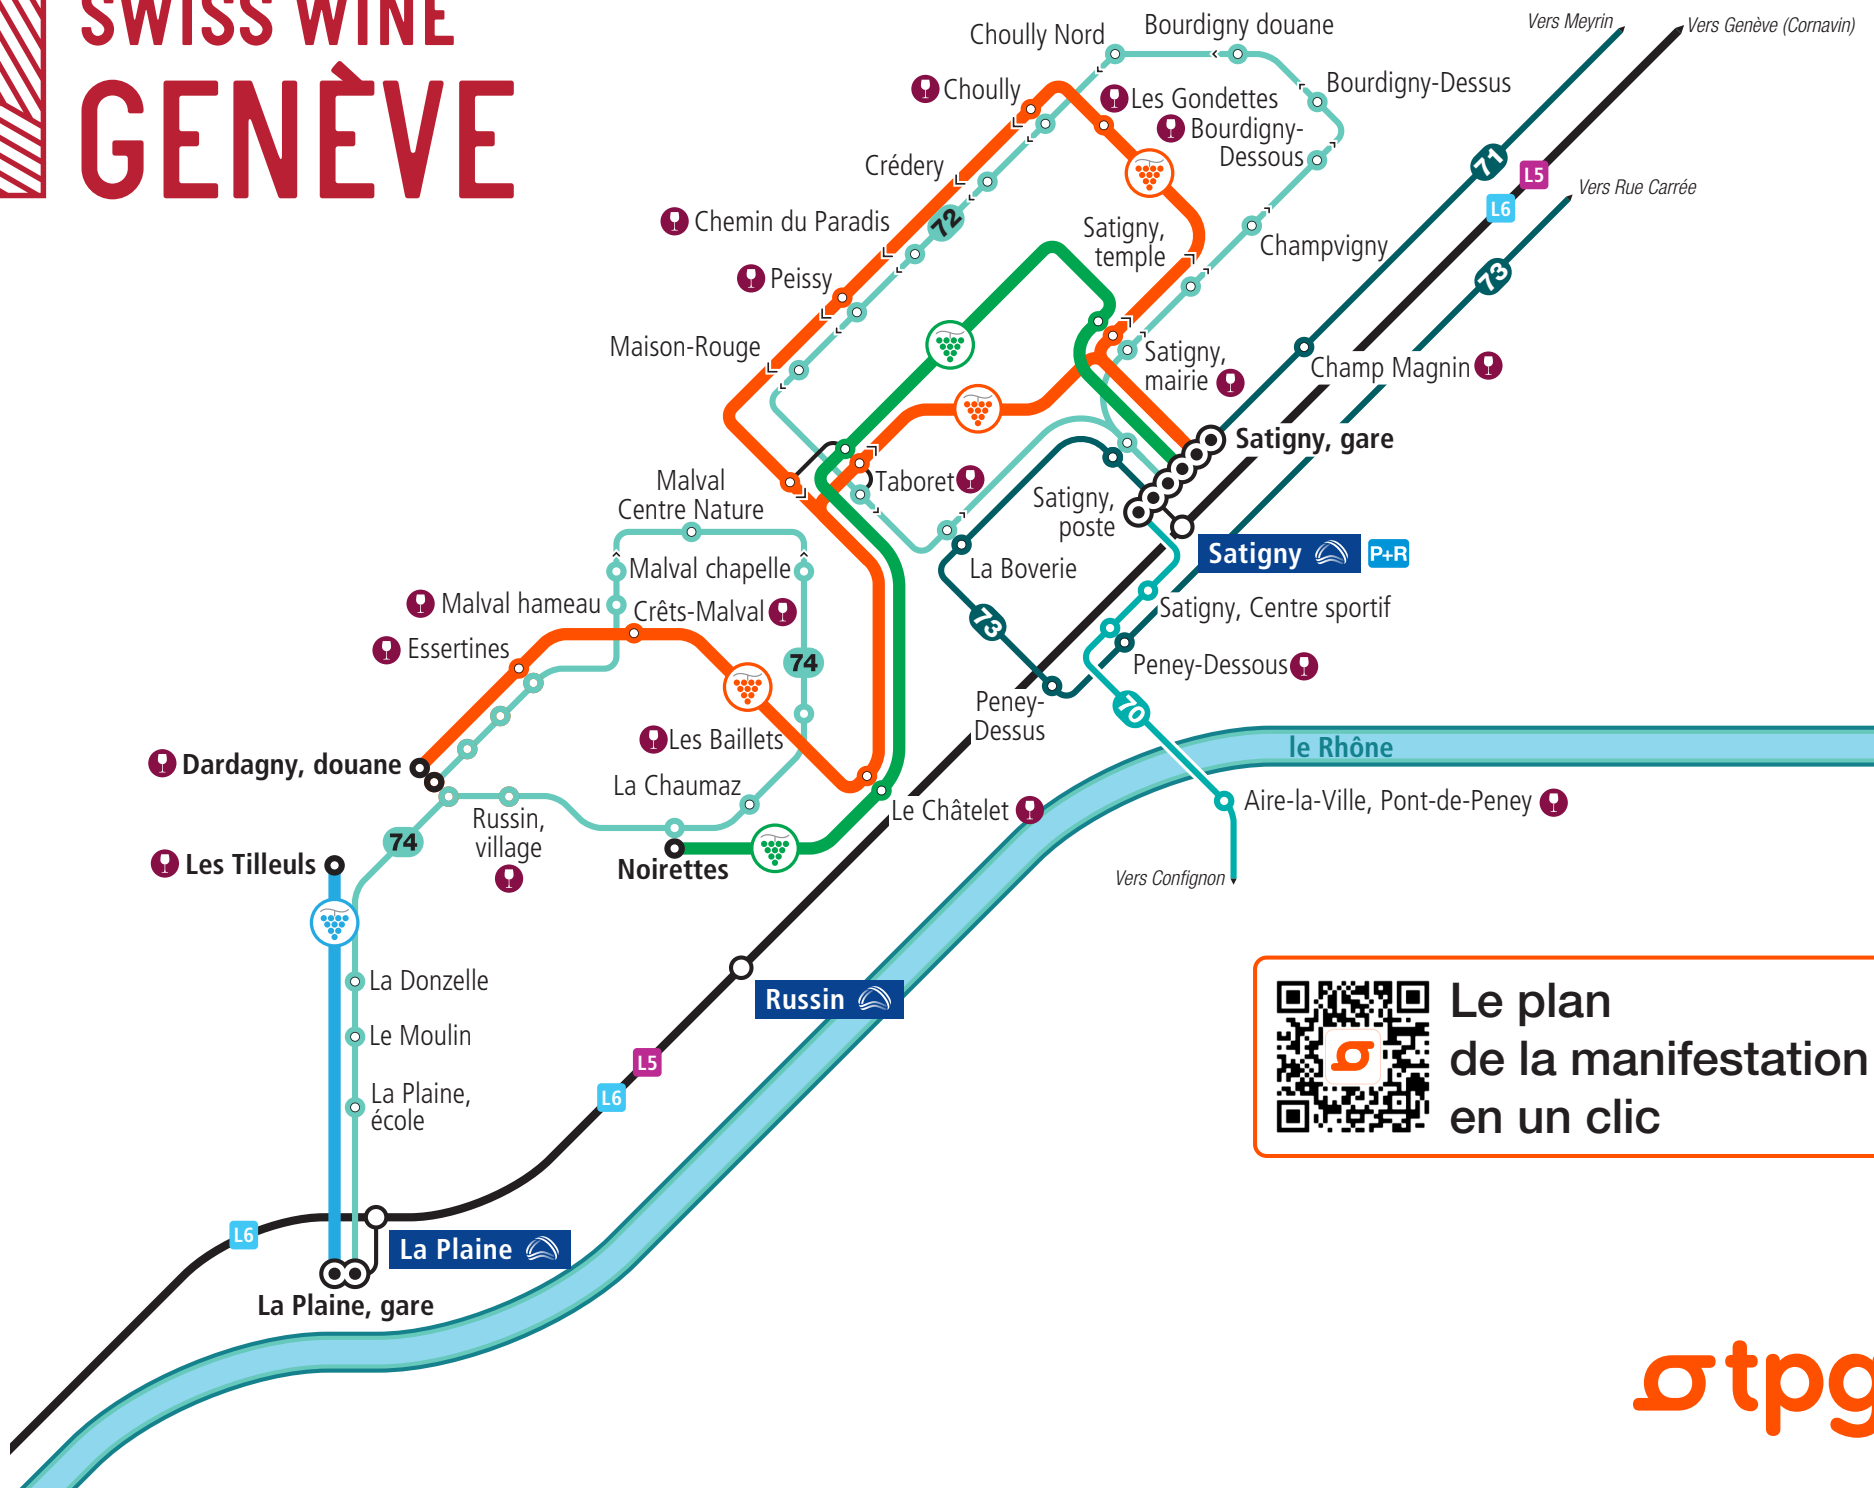 SWISS WINE
GENÈVE
Choully Nord
Bourdigny douane
Vers Meyrin
Vers Genève (Cornavin)
Choully
Les Gondettes
Bourdigny-Dessus
Bourdigny-
Dessous
Crédery
71
L5
L6
Vers Rue Carrée
Chemin du Paradis
72
Satigny,
temple
Champvigny
Peissy
73
Maison-Rouge
Satigny,
mairie
Champ Magnin
Satigny, gare
Malval
Centre Nature
Taboret
Satigny,
poste
Satigny
P+R
Malval chapelle
La Boverie
Malval hameau
Crêts-Malval
Satigny, Centre sportif
73
Essertines
74
Peney-Dessous
Peney-
Dessus
70
Les Baillets
le Rhône
Dardagny, douane
La Chaumaz
Le Châtelet
Aire-la-Ville, Pont-de-Peney
Russin,
village
74
Les Tilleuls
Noirettes
Vers Confignon
La Donzelle
Russin
Le plan
de la manifestation
en un clic
Le Moulin
L5
L6
La Plaine,
école
L6
La Plaine
La Plaine, gare
tpg